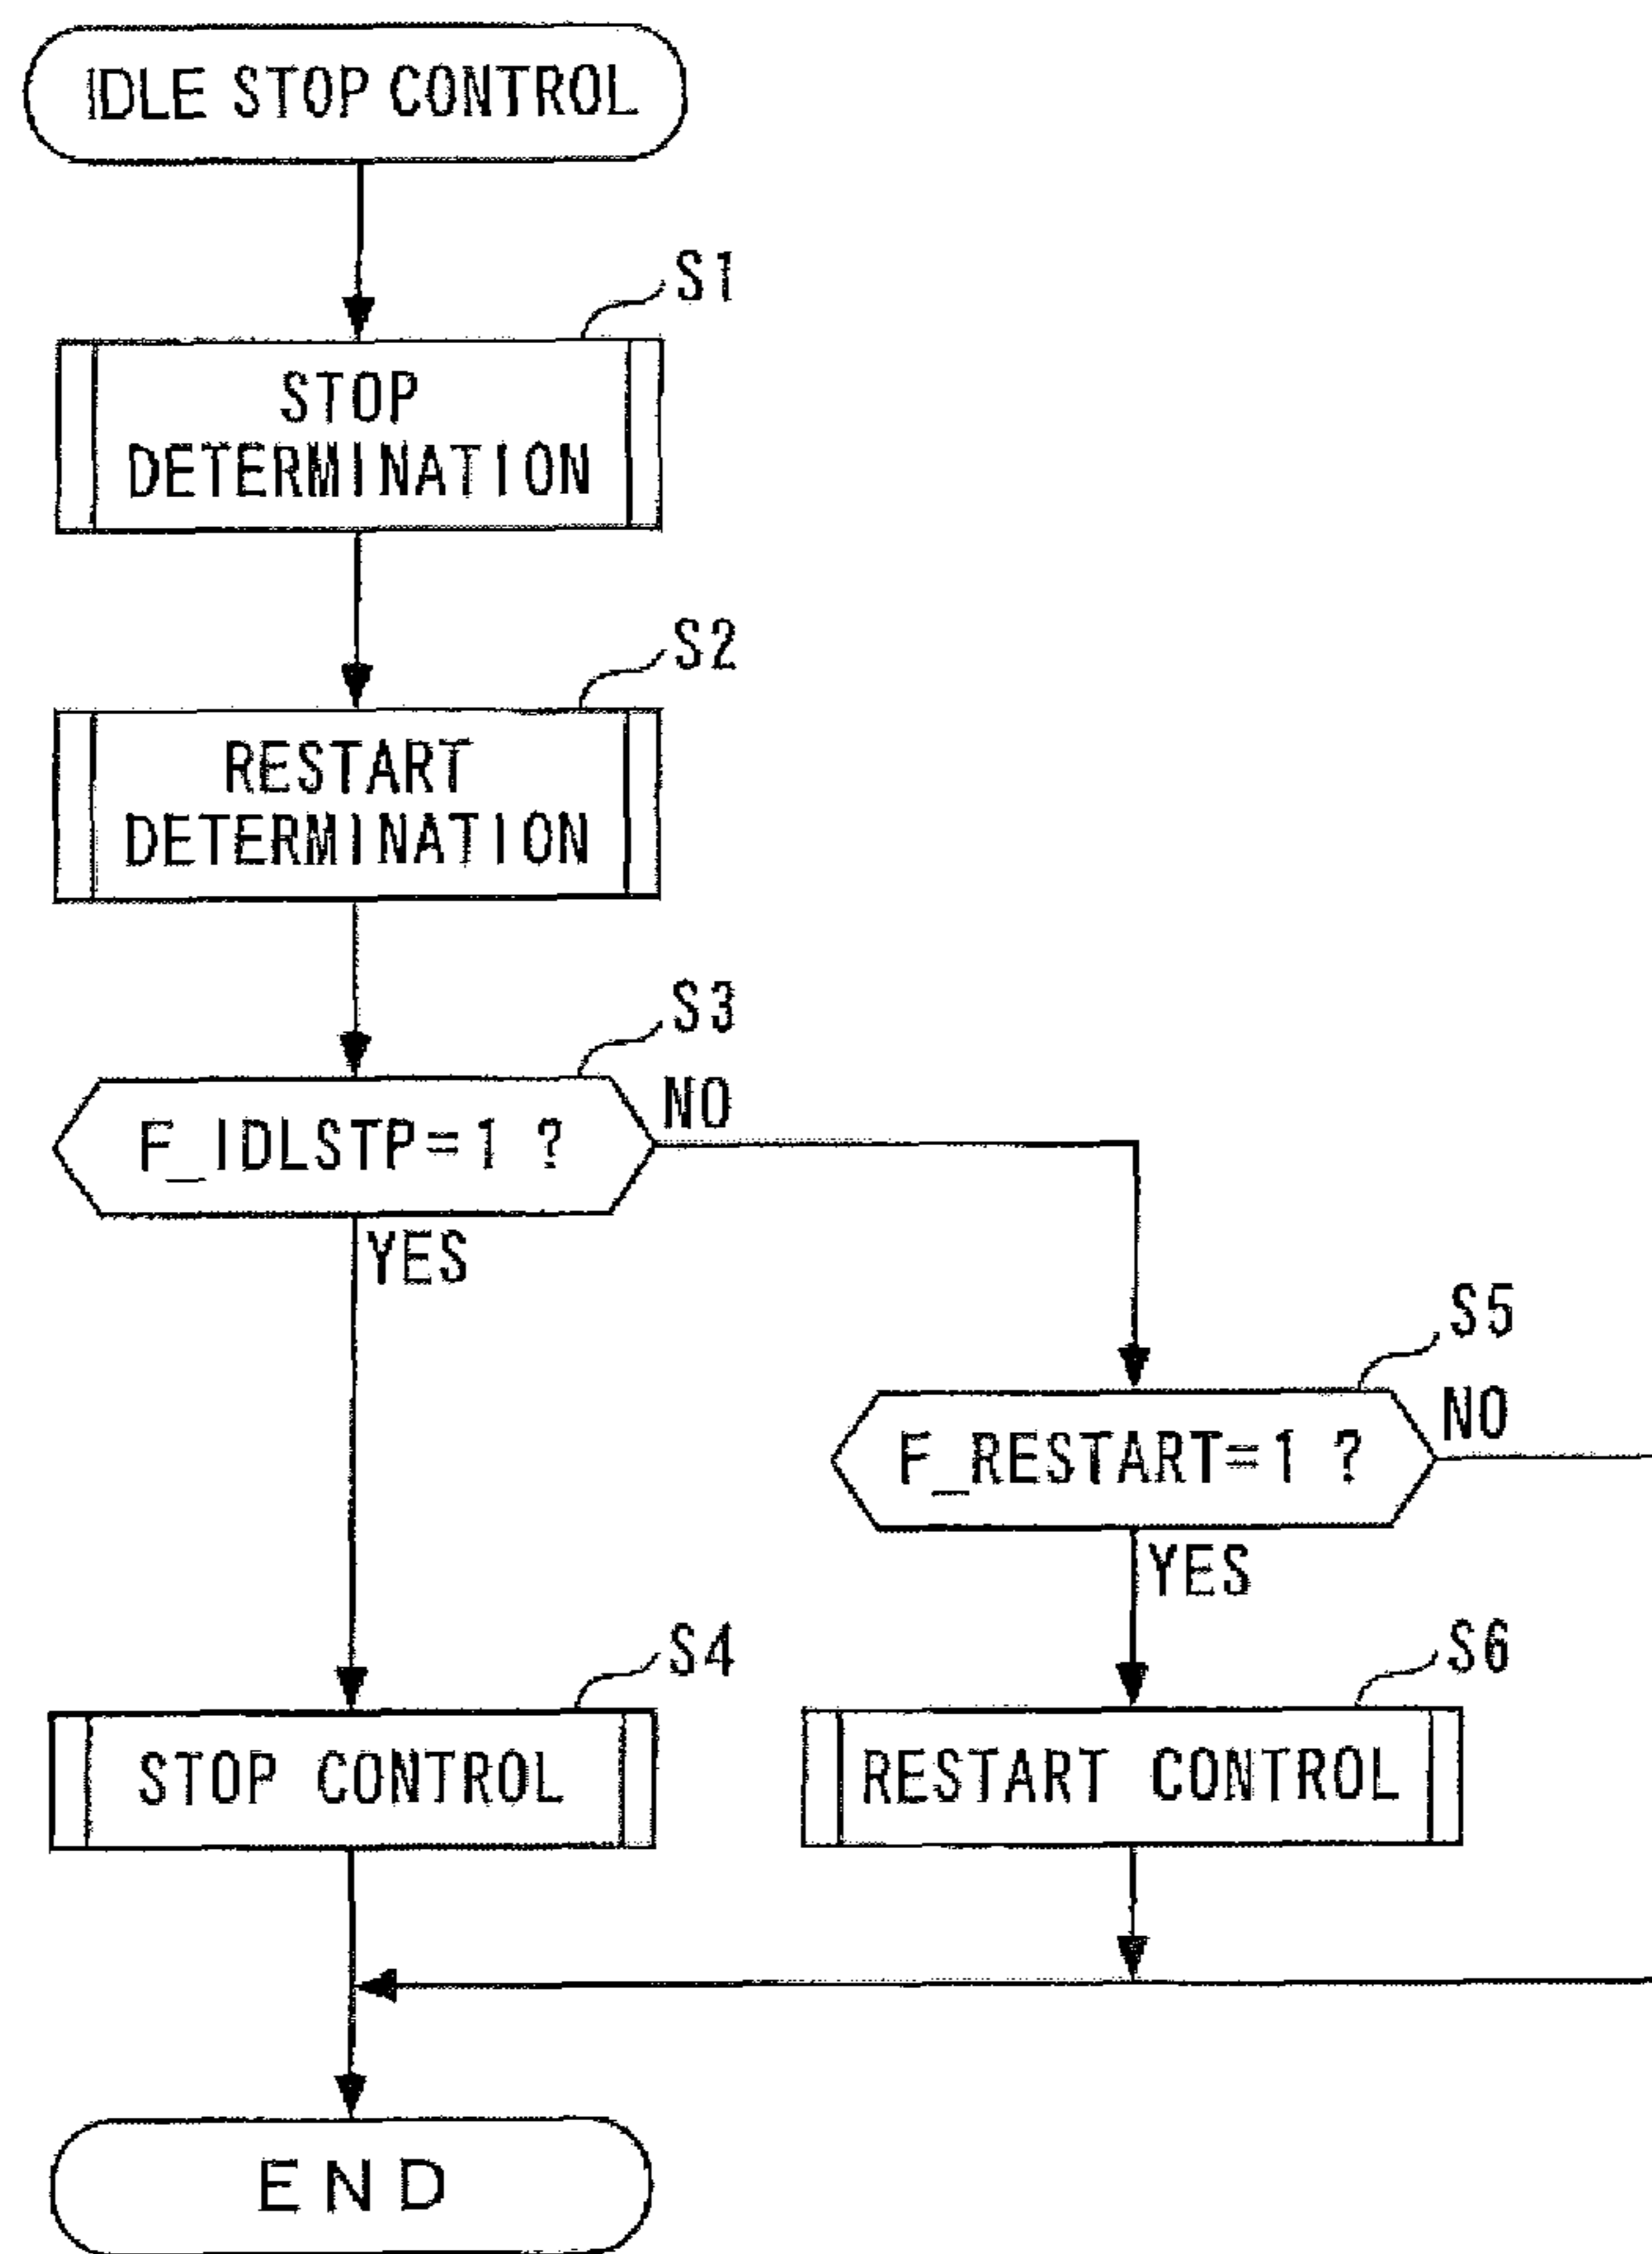 IDLE STOP CONTROL
S1
STOP
DETERMINATION
S2
RESTART
DETERMINATION
S3
F_IDLSTP=1 ?
NO
YES
S5
F_RESTART=1 ?
NO
YES
S4
STOP CONTROL
S6
RESTART CONTROL
END